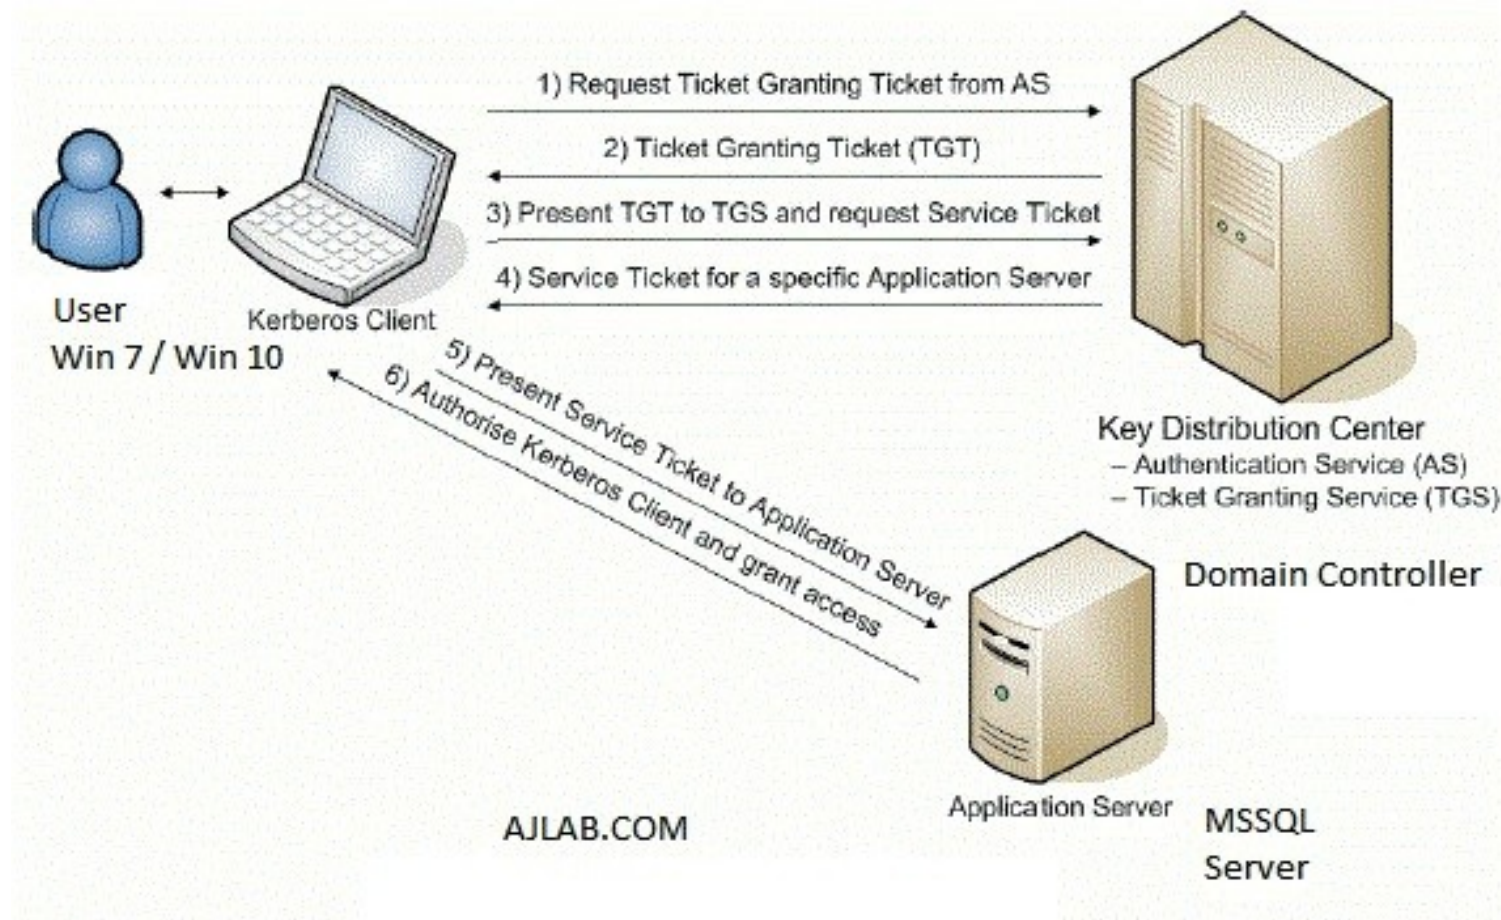 1) Request Ticket Granting Ticket from AS
2) Ticket Granting Ticket (TGT)
3) Present TGT to TGS and request Service Ticket
4) Service Ticket for a specific Application Server
User
Win 7 / Win 10
Kerberos Client
5) Present Service Ticket to Application Server
6) Authorise Kerberos Client and grant access
Key Distribution Center
– Authentication Service (AS)
– Ticket Granting Service (TGS)
Domain Controller
Application Server
MSSQL
Server
AJLAB.COM